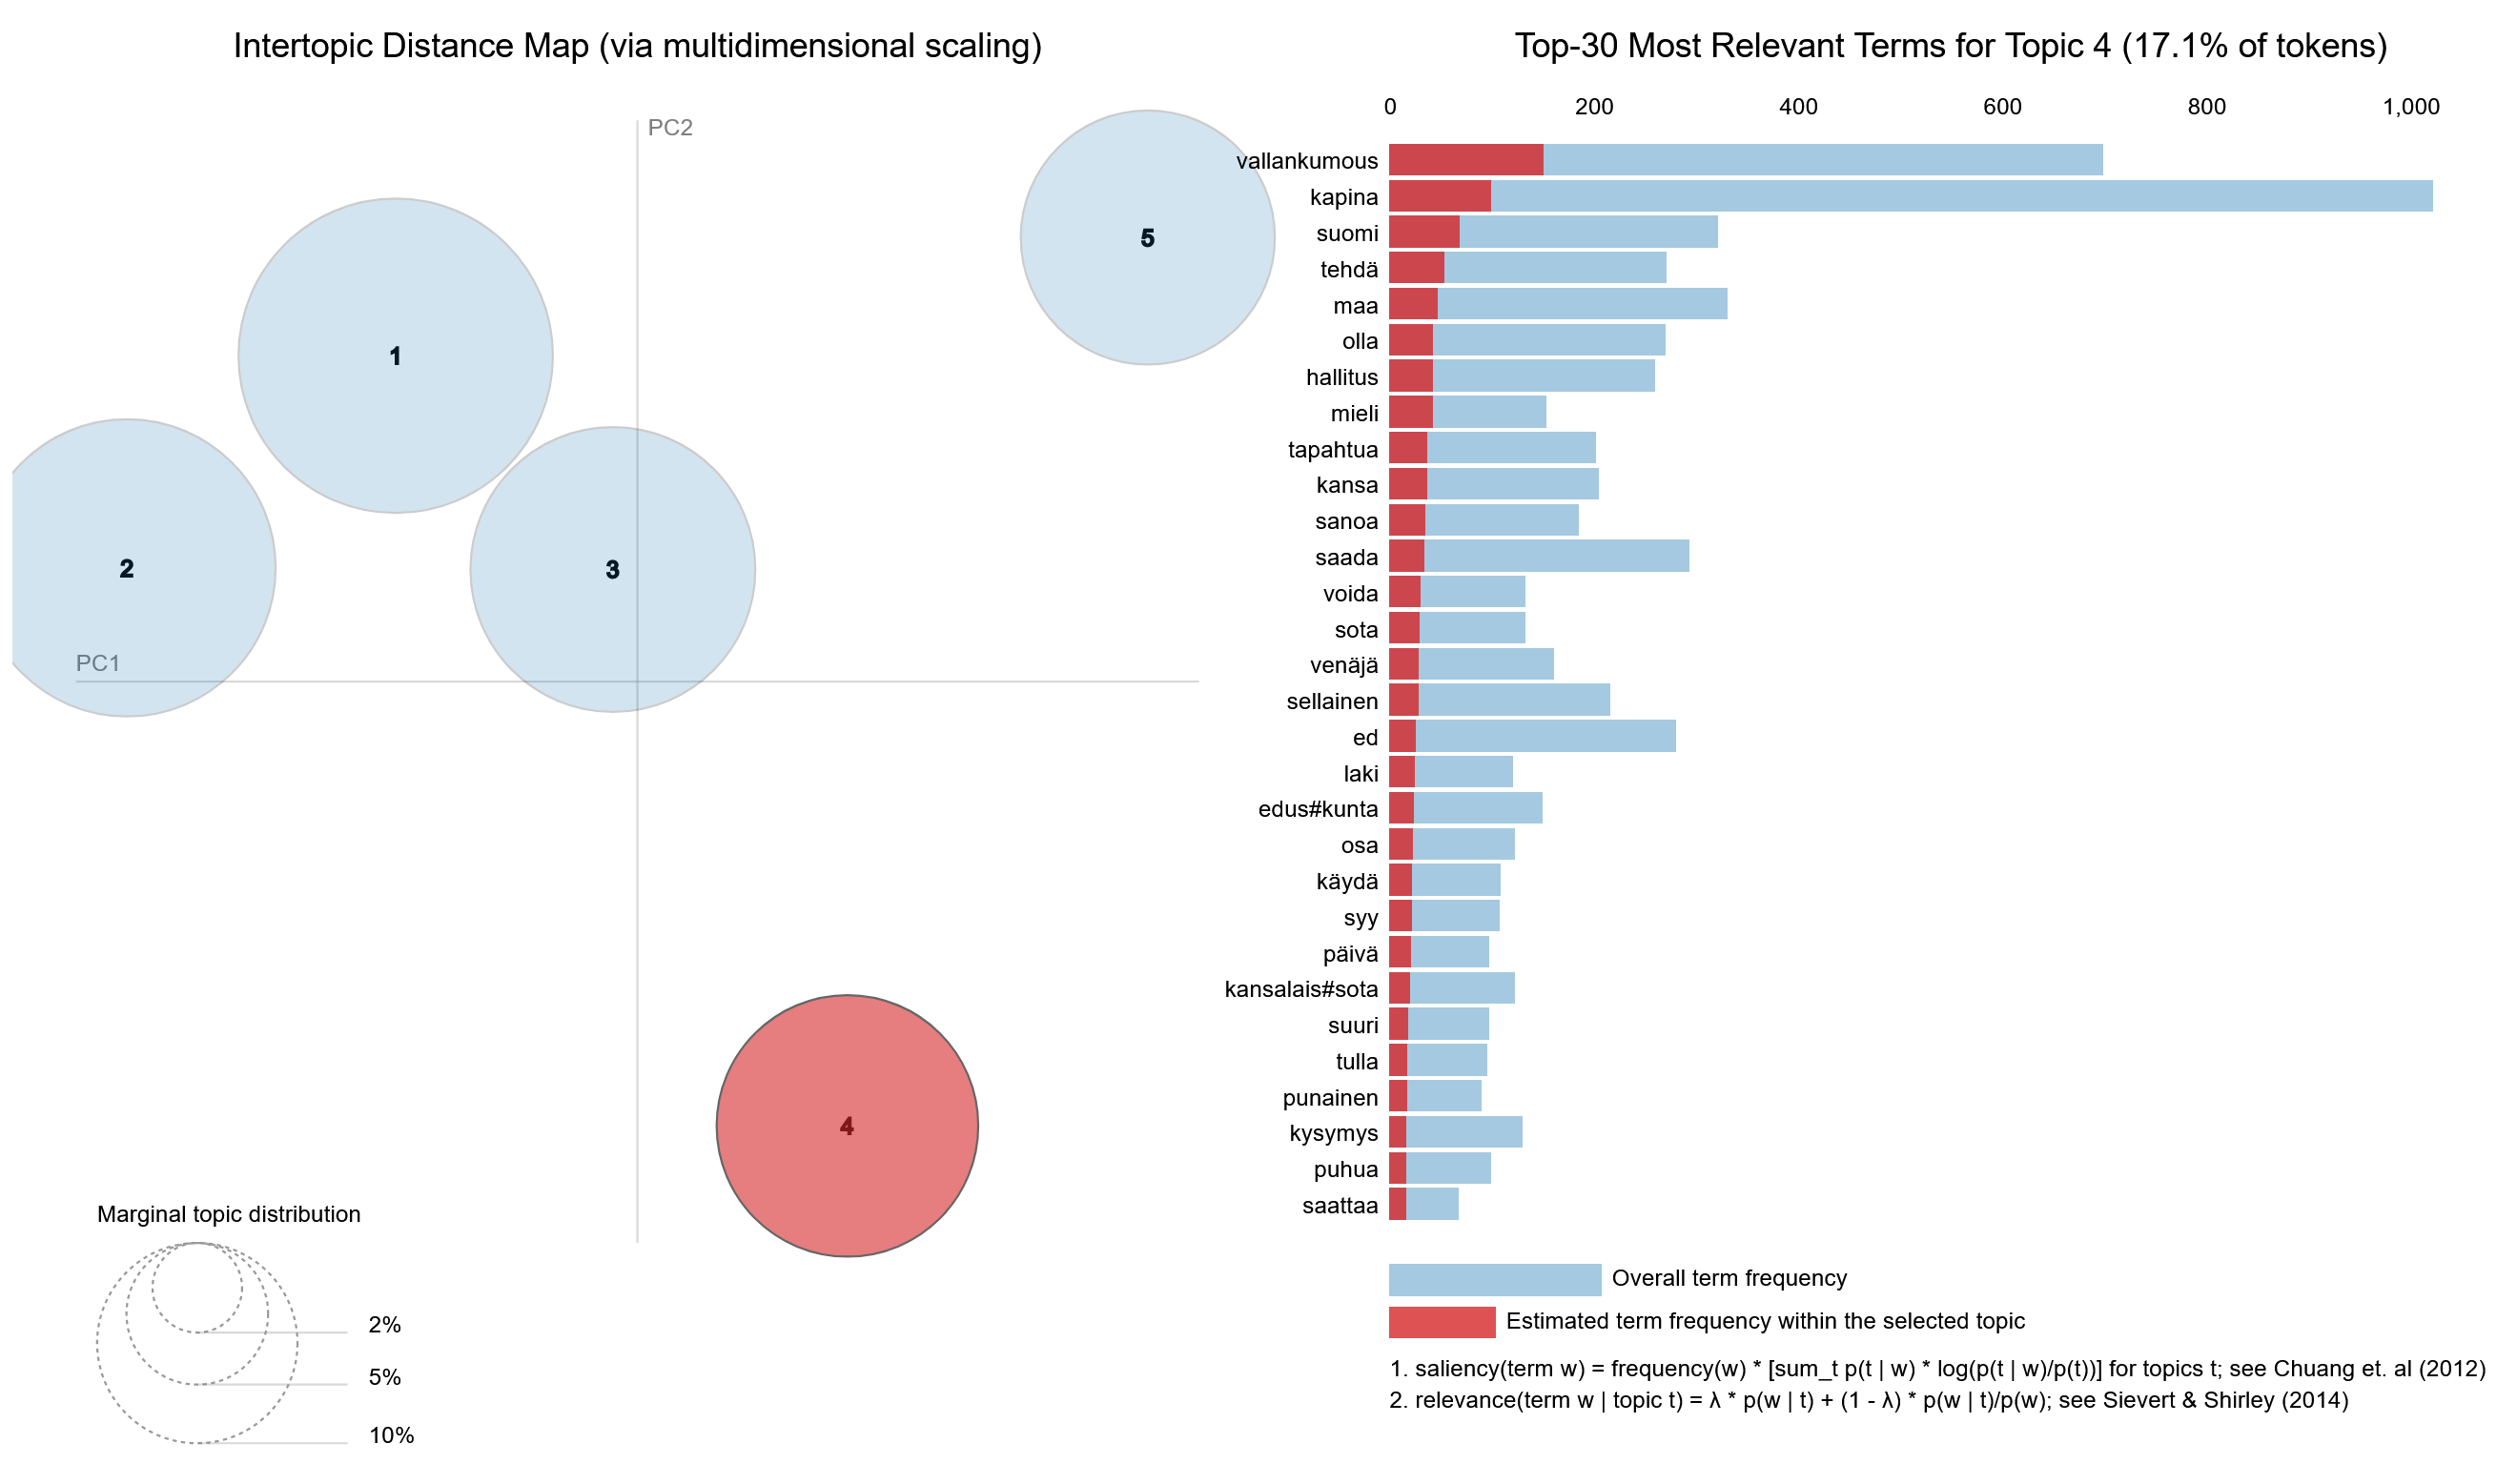 Intertopic Distance Map (via multidimensional scaling)
PC2
5
1
2
3
PC1
4
Marginal topic distribution
2%
5%
10%
Top-30 Most Relevant Terms for Topic 4 (17.1% of tokens)
0 200 400 600 800 1,000
vallankumous
kapina
suomi
tehdä
maa
olla
hallitus
mieli
tapahtua
kansa
sanoa
saada
voida
sota
venäjä
sellainen
ed
laki
edus#kunta
osa
käydä
syy
päivä
kansalais#sota
suuri
tulla
punainen
kysymys
puhua
saattaa
Overall term frequency
Estimated term frequency within the selected topic
1. saliency(term w) = frequency(w) * [sum_t p(t | w) * log(p(t | w)/p(t))] for topics t; see Chuang et. al (2012)
2. relevance(term w | topic t) = λ * p(w | t) + (1 - λ) * p(w | t)/p(w); see Sievert & Shirley (2014)